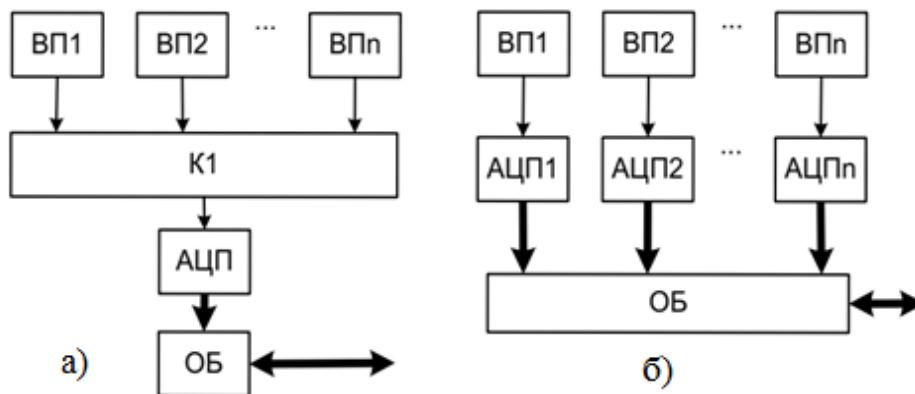 ВП1 ВП2 ... ВПn
К1
АЦП
ОБ
а)
ВП1 ВП2 ... ВПn
АЦП1 АЦП2 ... АЦПn
ОБ
б)